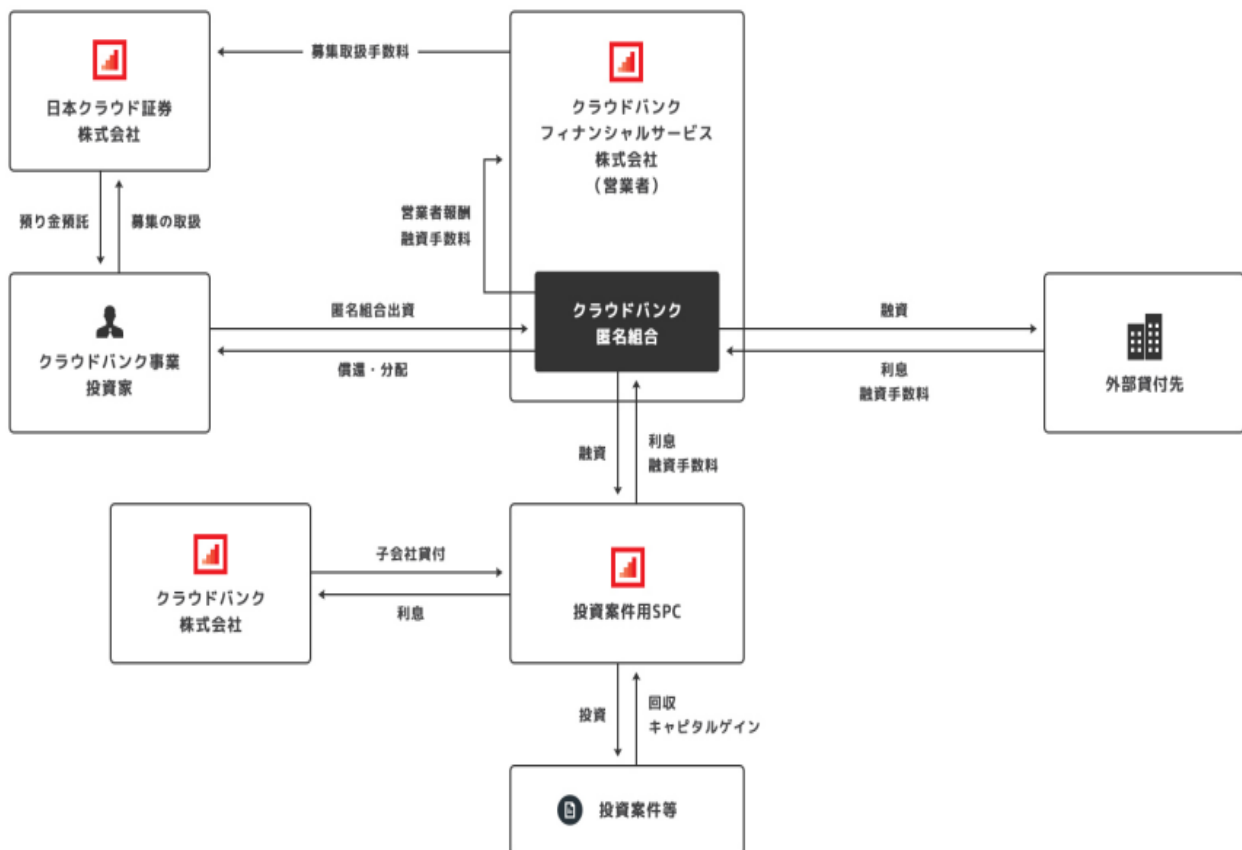 募集取扱手数料
日本クラウド証券
株式会社
クラウドバンク
フィナンシャルサービス
株式会社
（営業者）
預り金預託
募集の取扱
営業者報酬
融資手数料
クラウドバンク事業
投資家
匿名組合出資
償還・分配
クラウドバンク
匿名組合
融資
利息
融資手数料
外部貸付先
融資
利息
融資手数料
クラウドバンク
株式会社
子会社貸付
利息
投資案件用SPC
投資
回収
キャピタルゲイン
投資案件等